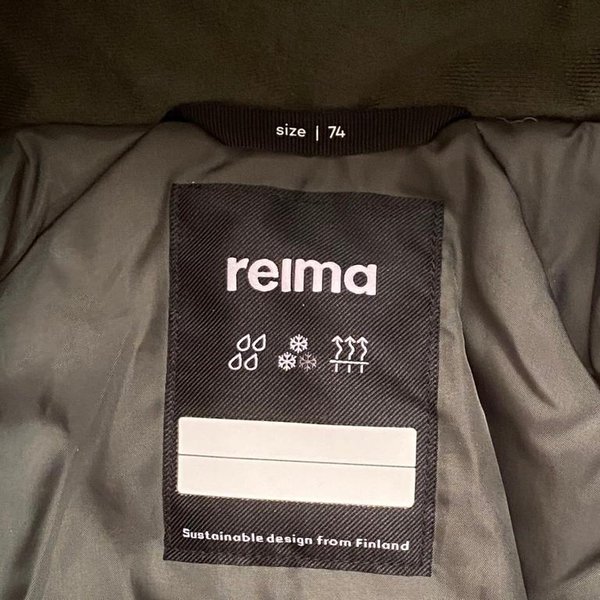 size | 74
reima
Sustainable design from Finland